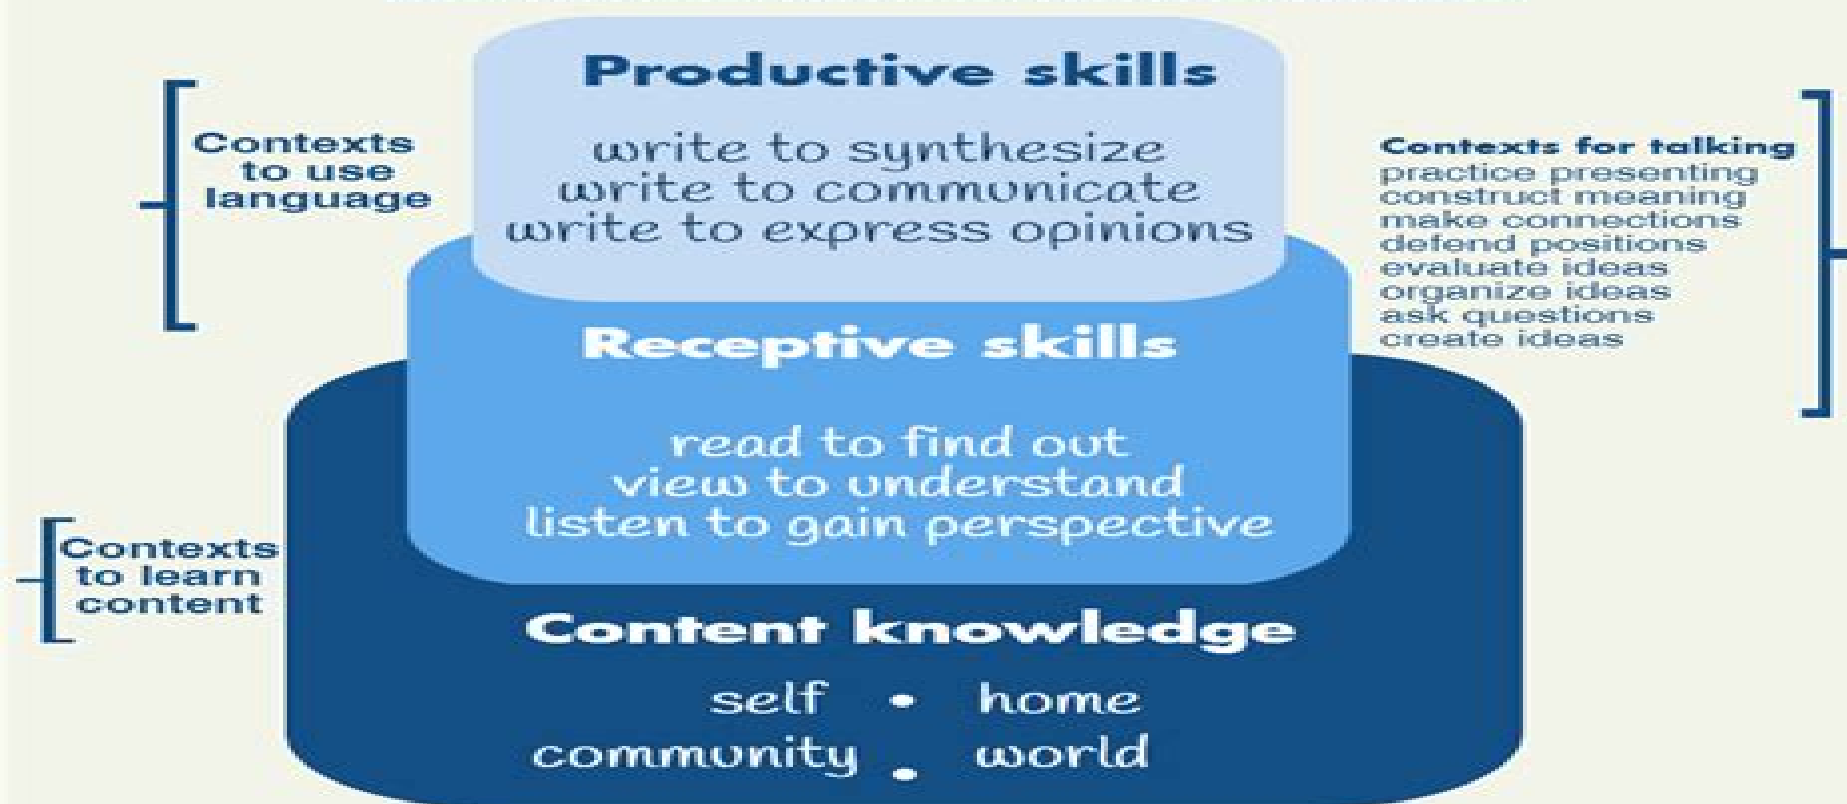 Productive skills
write to synthesize
write to communicate
write to express opinions
Contexts
to use
language
Contexts for talking
practice presenting
construct meaning
make connections
defend positions
evaluate ideas
organize ideas
ask questions
create ideas
Receptive skills
read to find out
view to understand
listen to gain perspective
Contexts
to learn
content
Content knowledge
self • home
community • world